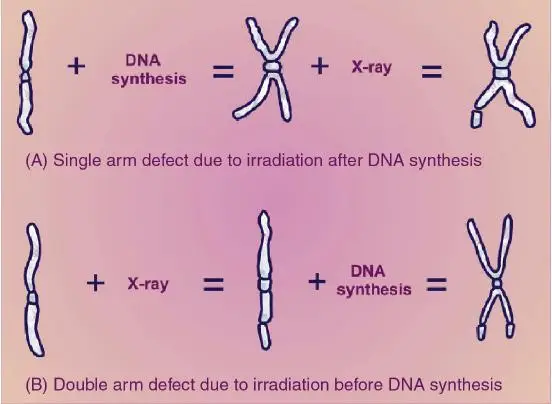 + DNA synthesis = + X-ray =
(A) Single arm defect due to irradiation after DNA synthesis
+ X-ray = + DNA synthesis =
(B) Double arm defect due to irradiation before DNA synthesis